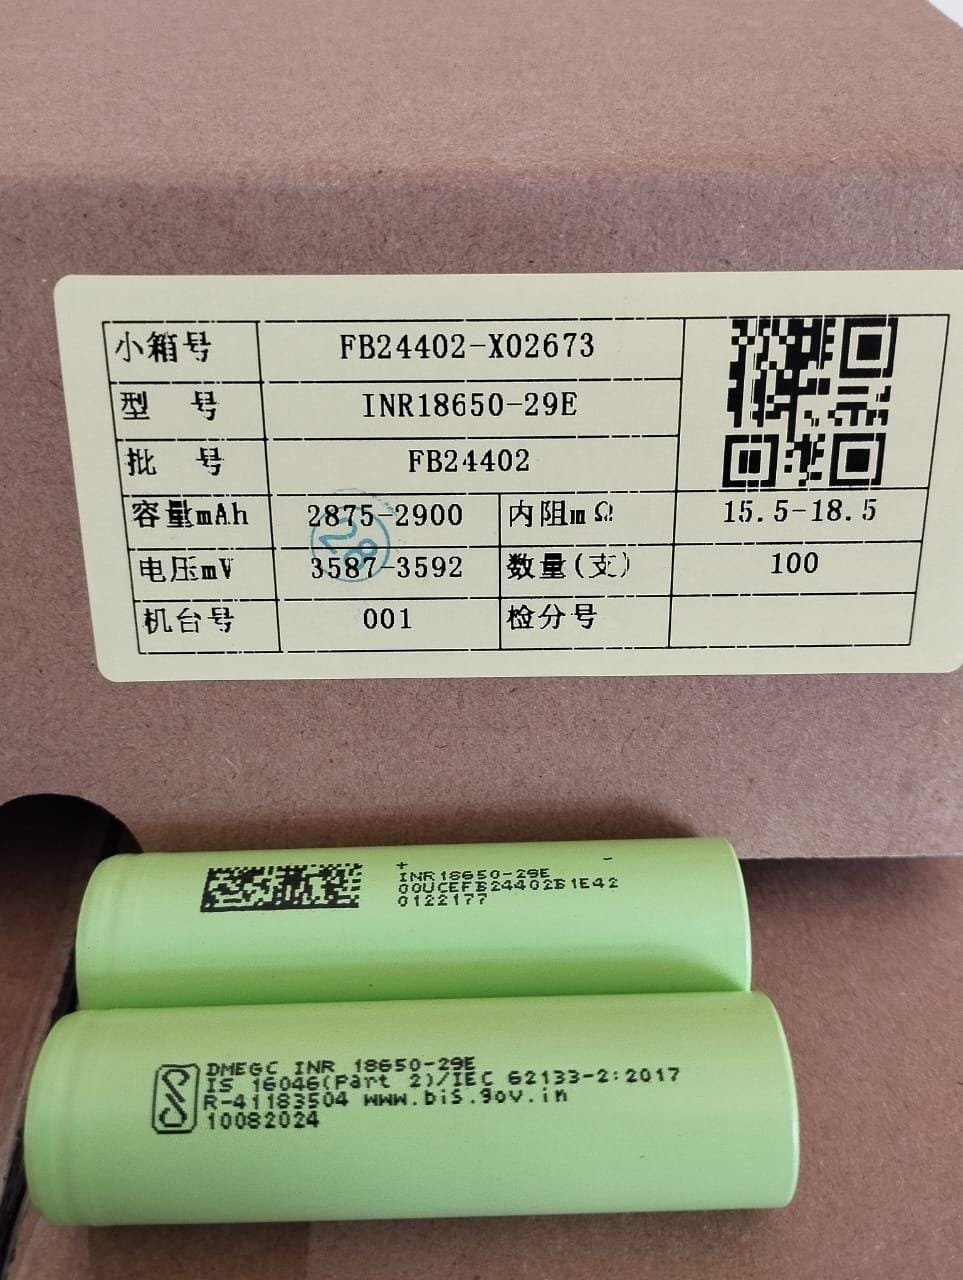 小箱号 FB24402-X02673
型 号 INR18650-29E
批 号 FB24402
容量mAh 2875-2900 内阻mΩ 15.5-18.5
28
电压mV 3587-3592 数量(支) 100
机台号 001 检分号
+ -
INR18650-29E
00UCEFB24402B1E42
0122177
DMEGC INR 18650-29E
IS 16046(Part 2)/IEC 62133-2:2017
R-41183504 www.bis.gov.in
10082024